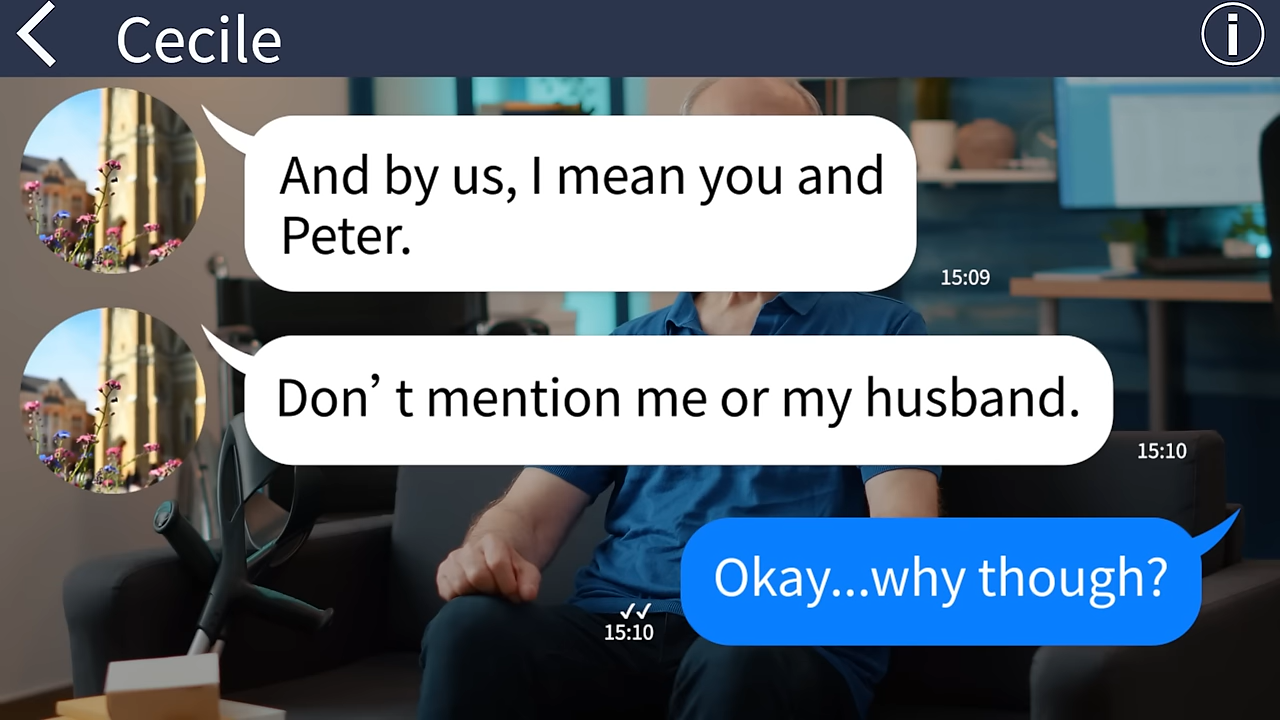 Cecile
And by us, I mean you and
Peter.
15:09
Don’ t mention me or my husband.
15:10
Okay...why though?
15:10